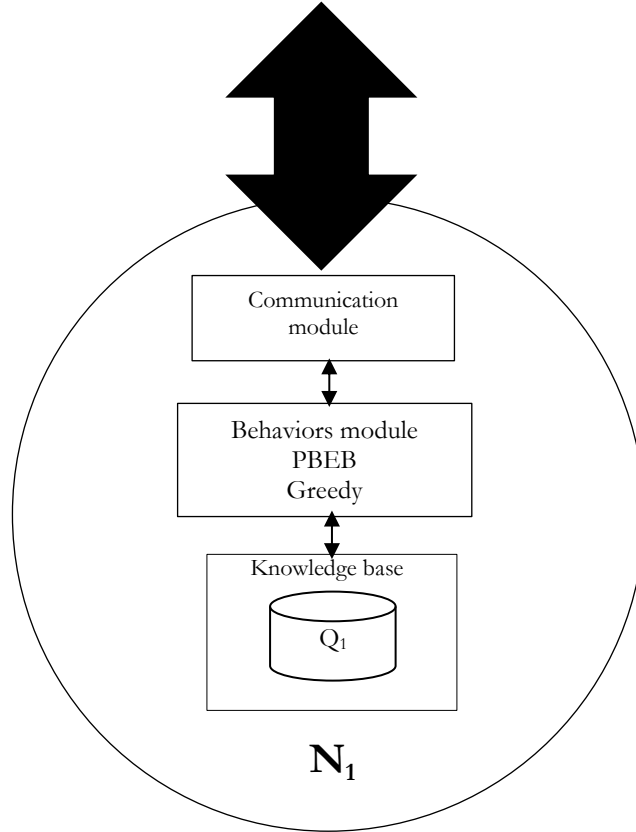 Communication
module
Behaviors module
PBEB
Greedy
Knowledge base
Q₁
N₁